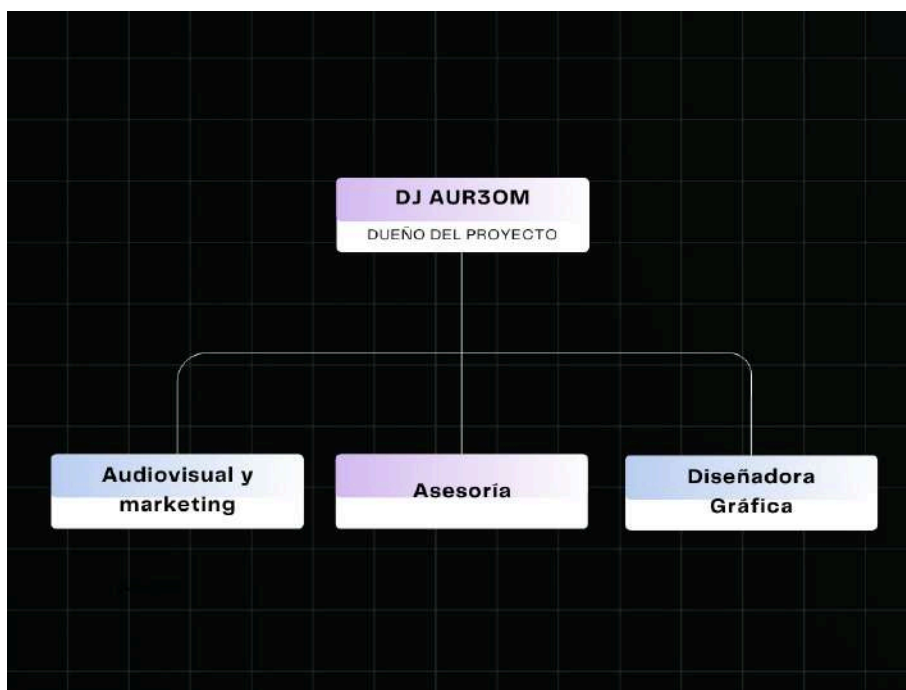 DJ AUR3OM
DUEÑO DEL PROYECTO
Audiovisual y
marketing
Asesoría
Diseñadora
Gráfica